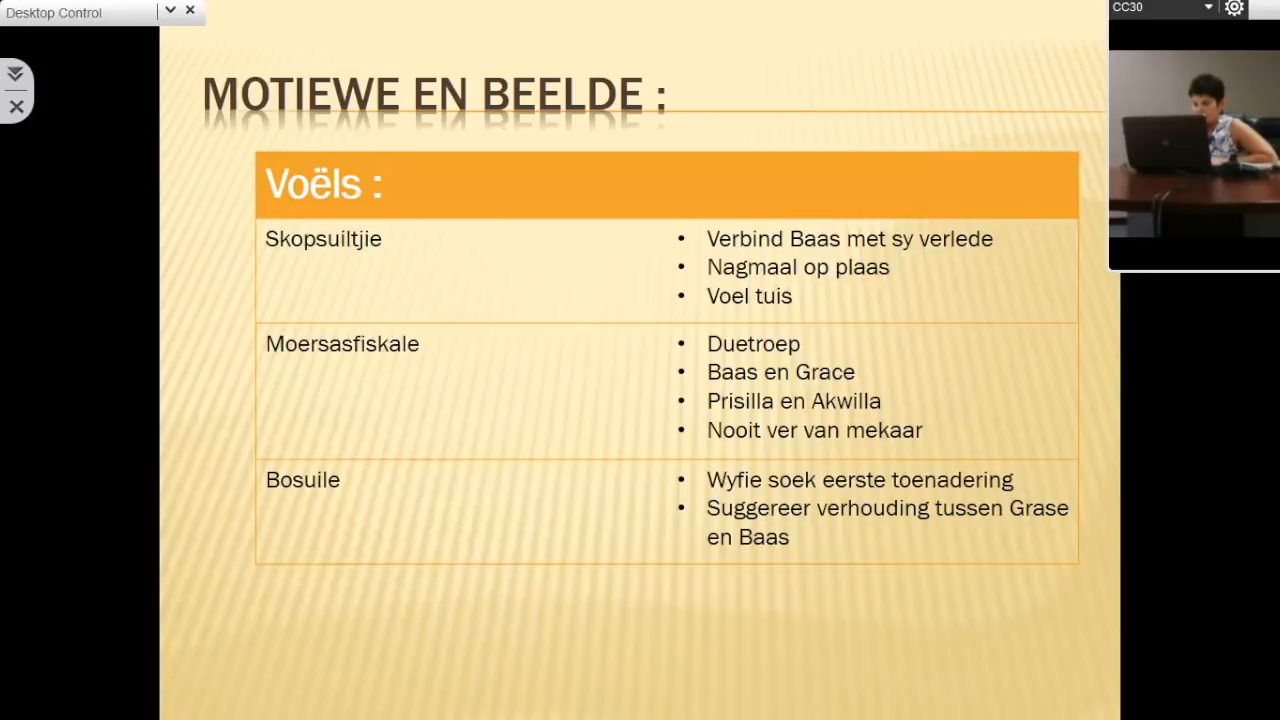 Desktop Control
CC30
MOTIEWE EN BEELDE :
Voëls :
Skopsuiltjie
• Verbind Baas met sy verlede
• Nagmaal op plaas
• Voel tuis
Moersasfiskale
• Duetroep
• Baas en Grace
• Prisilla en Akwilla
• Nooit ver van mekaar
Bosuile
• Wyfie soek eerste toenadering
• Suggereer verhouding tussen Grase
en Baas